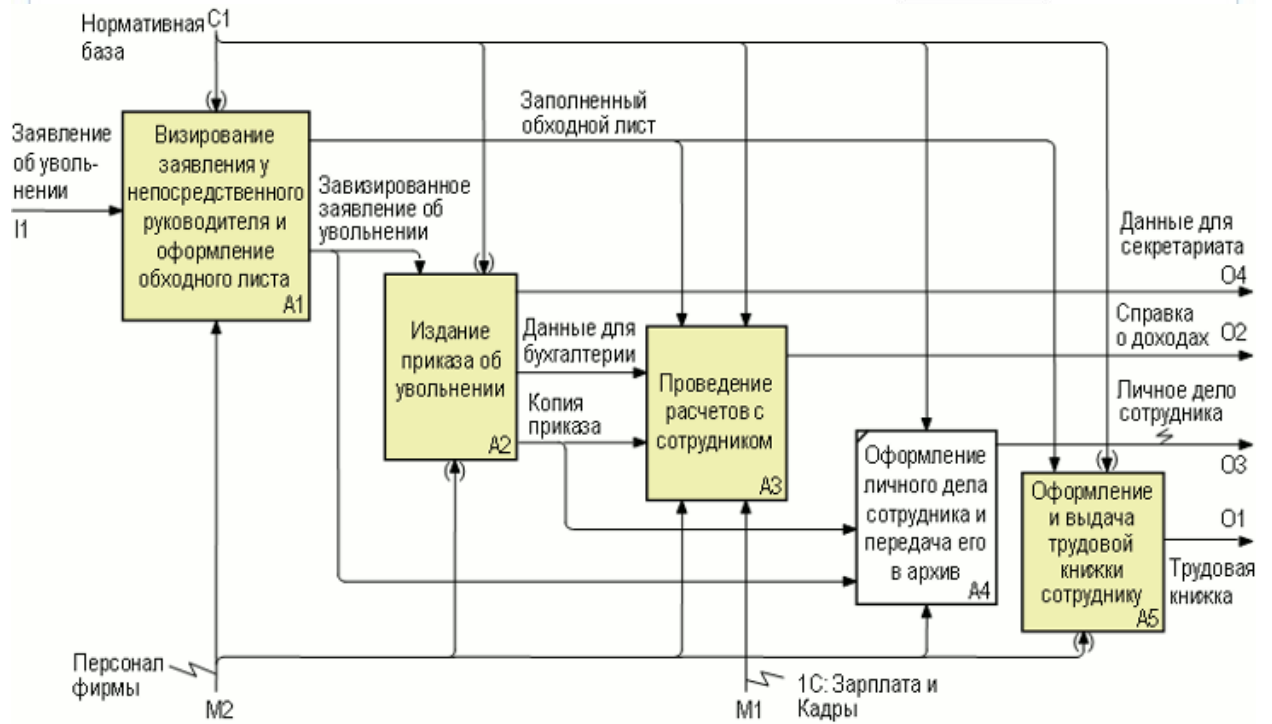 Нормативная
база
C1
Заявление
об уволь-
нении
I1
Визирование
заявления у
непосредственного
руководителя и
оформление
обходного листа
A1
Заполненный
обходной лист
Завизированное
заявление об
увольнении
Издание
приказа об
увольнении
A2
Данные для
бухгалтерии
Копия
приказа
Проведение
расчетов с
сотрудником
A3
Оформление
личного дела
сотрудника и
передача его
в архив
A4
Оформление
и выдача
трудовой
книжки
сотруднику
A5
Данные для
секретариата
O4
Справка
о доходах
O2
Личное дело
сотрудника
O3
O1
Трудовая
книжка
Персонал
фирмы
M2
M1
1С: Зарплата и
Кадры